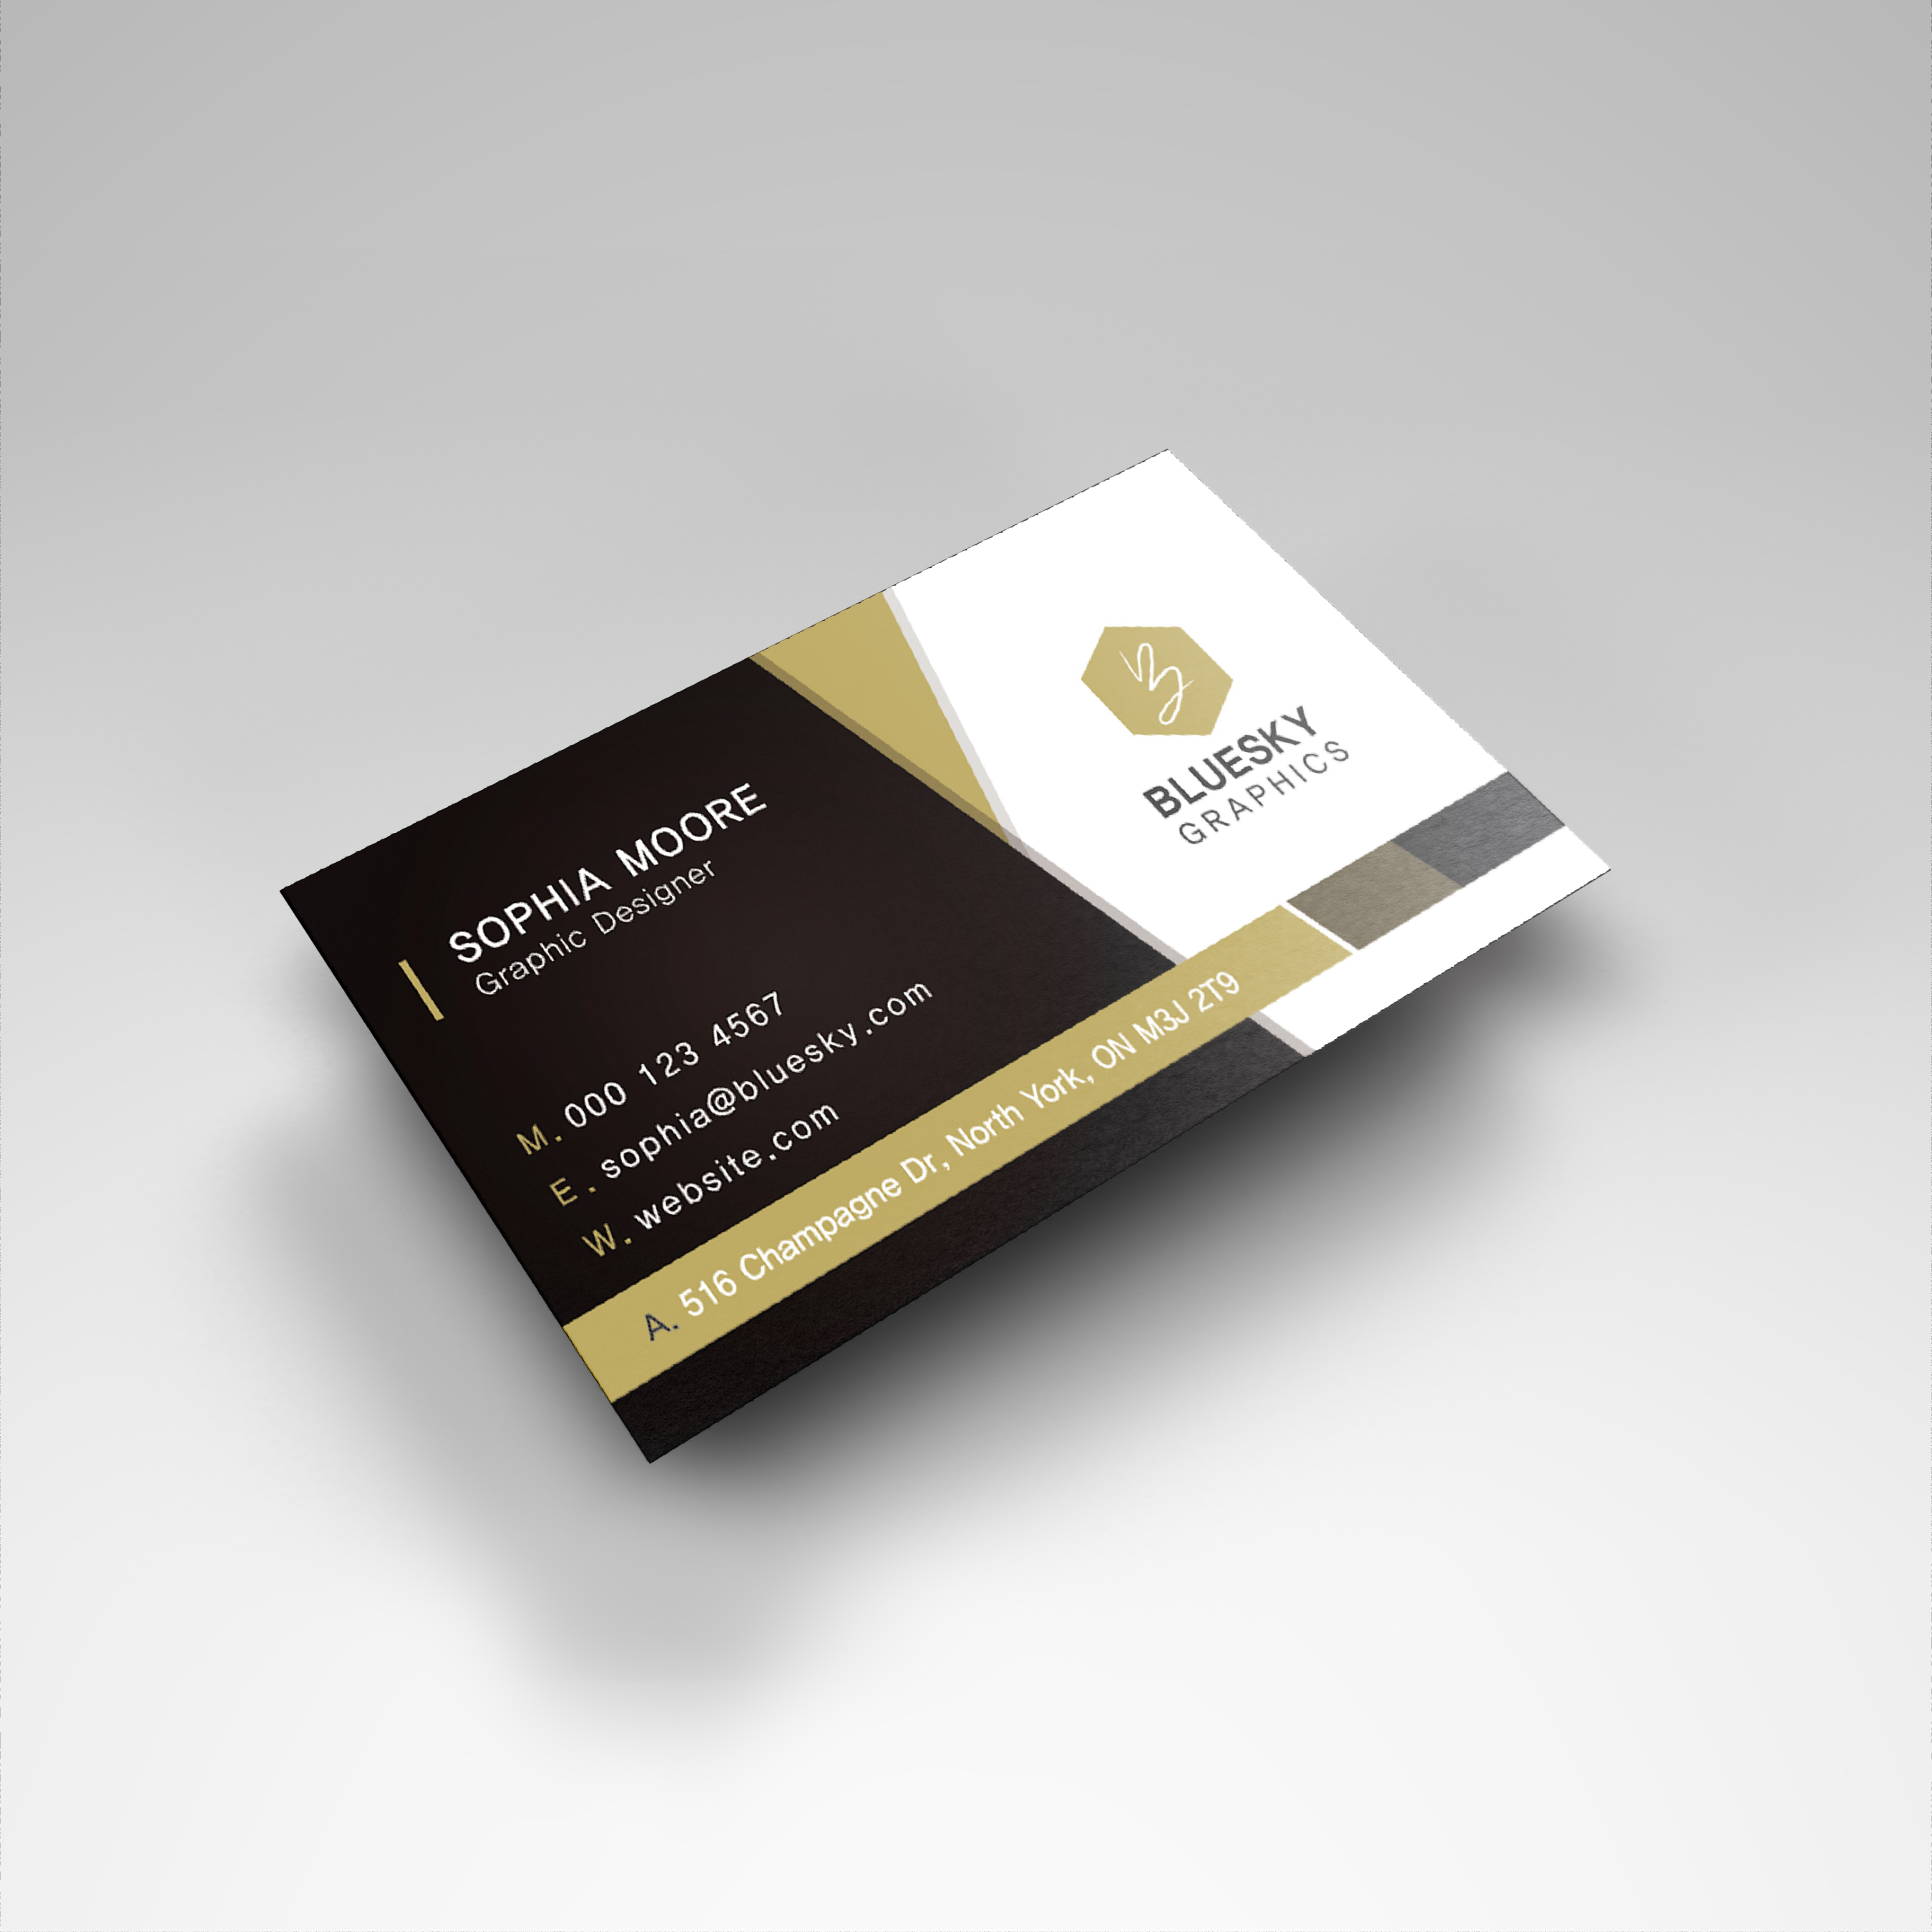 SOPHIA MOORE
Graphic Designer
M. 000 123 4567
E. sophia@bluesky.com
W. website.com
A. 516 Champagne Dr, North York, ON M3J 2T9
BLUESKY
GRAPHICS